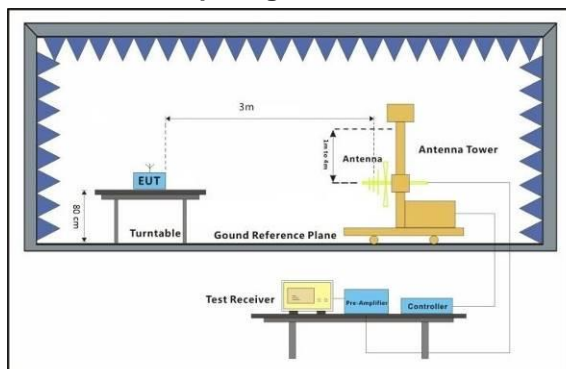 3m
Antenna
1m to 4m
Antenna Tower
EUT
80 cm
Turntable
Gound Reference Plane
Test Receiver
Pre-Amplifier
Controller